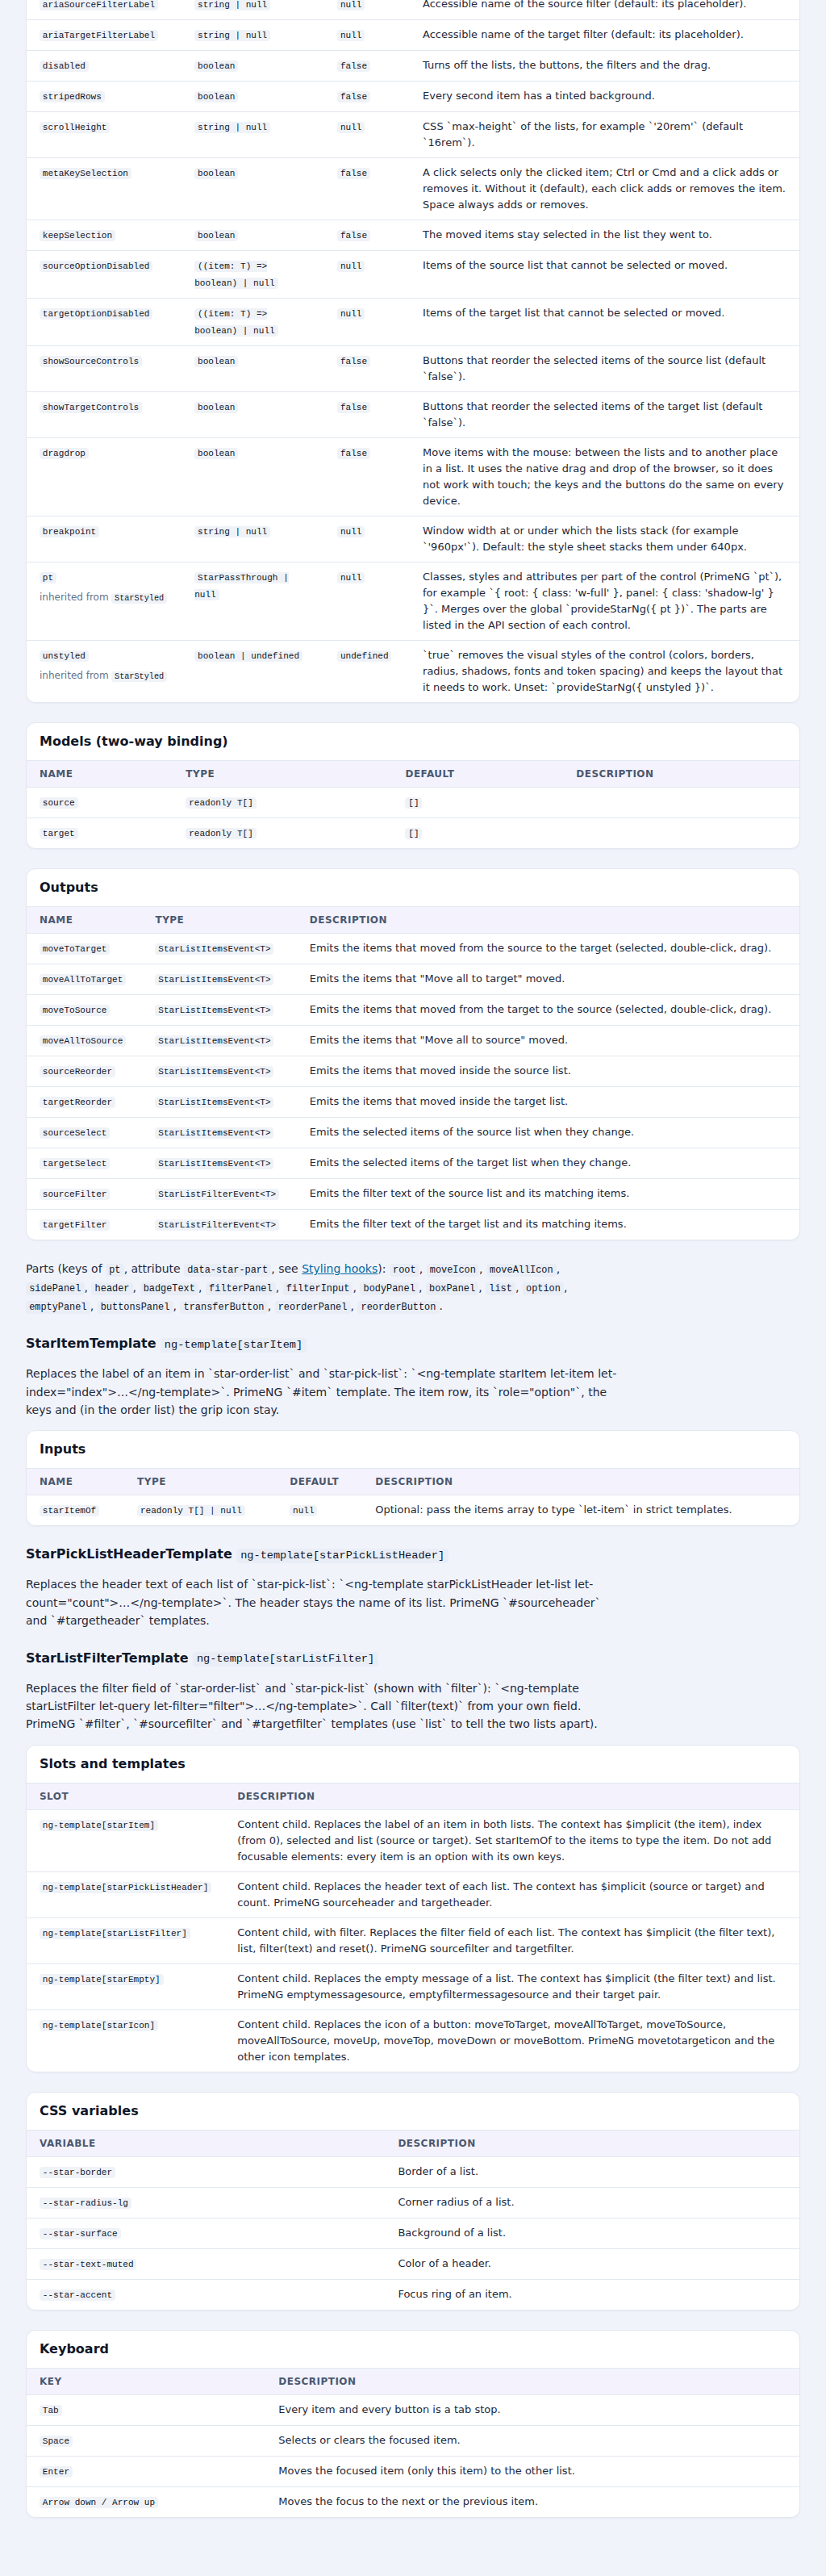 ariaSourceFilterLabel string | null null Accessible name of the source filter (default: its placeholder).
ariaTargetFilterLabel string | null null Accessible name of the target filter (default: its placeholder).
disabled boolean false Turns off the lists, the buttons, the filters and the drag.
stripedRows boolean false Every second item has a tinted background.
scrollHeight string | null null CSS `max-height` of the lists, for example `'20rem'` (default
`16rem`).
metaKeySelection boolean false A click selects only the clicked item; Ctrl or Cmd and a click adds or
removes it. Without it (default), each click adds or removes the item.
Space always adds or removes.
keepSelection boolean false The moved items stay selected in the list they went to.
sourceOptionDisabled ((item: T) => null Items of the source list that cannot be selected or moved.
boolean) | null
targetOptionDisabled ((item: T) => null Items of the target list that cannot be selected or moved.
boolean) | null
showSourceControls boolean false Buttons that reorder the selected items of the source list (default
`false`).
showTargetControls boolean false Buttons that reorder the selected items of the target list (default
`false`).
dragdrop boolean false Move items with the mouse: between the lists and to another place
in a list. It uses the native drag and drop of the browser, so it does
not work with touch; the keys and the buttons do the same on every
device.
breakpoint string | null null Window width at or under which the lists stack (for example
`'960px'`). Default: the style sheet stacks them under 640px.
pt StarPassThrough | null Classes, styles and attributes per part of the control (PrimeNG `pt`),
inherited from StarStyled null for example `{ root: { class: 'w-full' }, panel: { class: 'shadow-lg' }
}`. Merges over the global `provideStarNg({ pt })`. The parts are
listed in the API section of each control.
unstyled boolean | undefined undefined `true` removes the visual styles of the control (colors, borders,
inherited from StarStyled radius, shadows, fonts and token spacing) and keeps the layout that
it needs to work. Unset: `provideStarNg({ unstyled })`.
Models (two-way binding)
NAME TYPE DEFAULT DESCRIPTION
source readonly T[] []
target readonly T[] []
Outputs
NAME TYPE DESCRIPTION
moveToTarget StarListItemsEvent<T> Emits the items that moved from the source to the target (selected, double-click, drag).
moveAllToTarget StarListItemsEvent<T> Emits the items that "Move all to target" moved.
moveToSource StarListItemsEvent<T> Emits the items that moved from the target to the source (selected, double-click, drag).
moveAllToSource StarListItemsEvent<T> Emits the items that "Move all to source" moved.
sourceReorder StarListItemsEvent<T> Emits the items that moved inside the source list.
targetReorder StarListItemsEvent<T> Emits the items that moved inside the target list.
sourceSelect StarListItemsEvent<T> Emits the selected items of the source list when they change.
targetSelect StarListItemsEvent<T> Emits the selected items of the target list when they change.
sourceFilter StarListFilterEvent<T> Emits the filter text of the source list and its matching items.
targetFilter StarListFilterEvent<T> Emits the filter text of the target list and its matching items.
Parts (keys of pt, attribute data-star-part, see Styling hooks): root, moveIcon, moveAllIcon,
sidePanel, header, badgeText, filterPanel, filterInput, bodyPanel, boxPanel, list, option,
emptyPanel, buttonsPanel, transferButton, reorderPanel, reorderButton.
StarItemTemplate ng-template[starItem]
Replaces the label of an item in `star-order-list` and `star-pick-list`: `<ng-template starItem let-item let-
index="index">…</ng-template>`. PrimeNG `#item` template. The item row, its `role="option"`, the
keys and (in the order list) the grip icon stay.
Inputs
NAME TYPE DEFAULT DESCRIPTION
starItemOf readonly T[] | null null Optional: pass the items array to type `let-item` in strict templates.
StarPickListHeaderTemplate ng-template[starPickListHeader]
Replaces the header text of each list of `star-pick-list`: `<ng-template starPickListHeader let-list let-
count="count">…</ng-template>`. The header stays the name of its list. PrimeNG `#sourceheader`
and `#targetheader` templates.
StarListFilterTemplate ng-template[starListFilter]
Replaces the filter field of `star-order-list` and `star-pick-list` (shown with `filter`): `<ng-template
starListFilter let-query let-filter="filter">…</ng-template>`. Call `filter(text)` from your own field.
PrimeNG `#filter`, `#sourcefilter` and `#targetfilter` templates (use `list` to tell the two lists apart).
Slots and templates
SLOT DESCRIPTION
ng-template[starItem] Content child. Replaces the label of an item in both lists. The context has $implicit (the item), index
(from 0), selected and list (source or target). Set starItemOf to the items to type the item. Do not add
focusable elements: every item is an option with its own keys.
ng-template[starPickListHeader] Content child. Replaces the header text of each list. The context has $implicit (source or target) and
count. PrimeNG sourceheader and targetheader.
ng-template[starListFilter] Content child, with filter. Replaces the filter field of each list. The context has $implicit (the filter text),
list, filter(text) and reset(). PrimeNG sourcefilter and targetfilter.
ng-template[starEmpty] Content child. Replaces the empty message of a list. The context has $implicit (the filter text) and list.
PrimeNG emptymessagesource, emptyfiltermessagesource and their target pair.
ng-template[starIcon] Content child. Replaces the icon of a button: moveToTarget, moveAllToTarget, moveToSource,
moveAllToSource, moveUp, moveTop, moveDown or moveBottom. PrimeNG movetotargeticon and the
other icon templates.
CSS variables
VARIABLE DESCRIPTION
--star-border Border of a list.
--star-radius-lg Corner radius of a list.
--star-surface Background of a list.
--star-text-muted Color of a header.
--star-accent Focus ring of an item.
Keyboard
KEY DESCRIPTION
Tab Every item and every button is a tab stop.
Space Selects or clears the focused item.
Enter Moves the focused item (only this item) to the other list.
Arrow down / Arrow up Moves the focus to the next or the previous item.